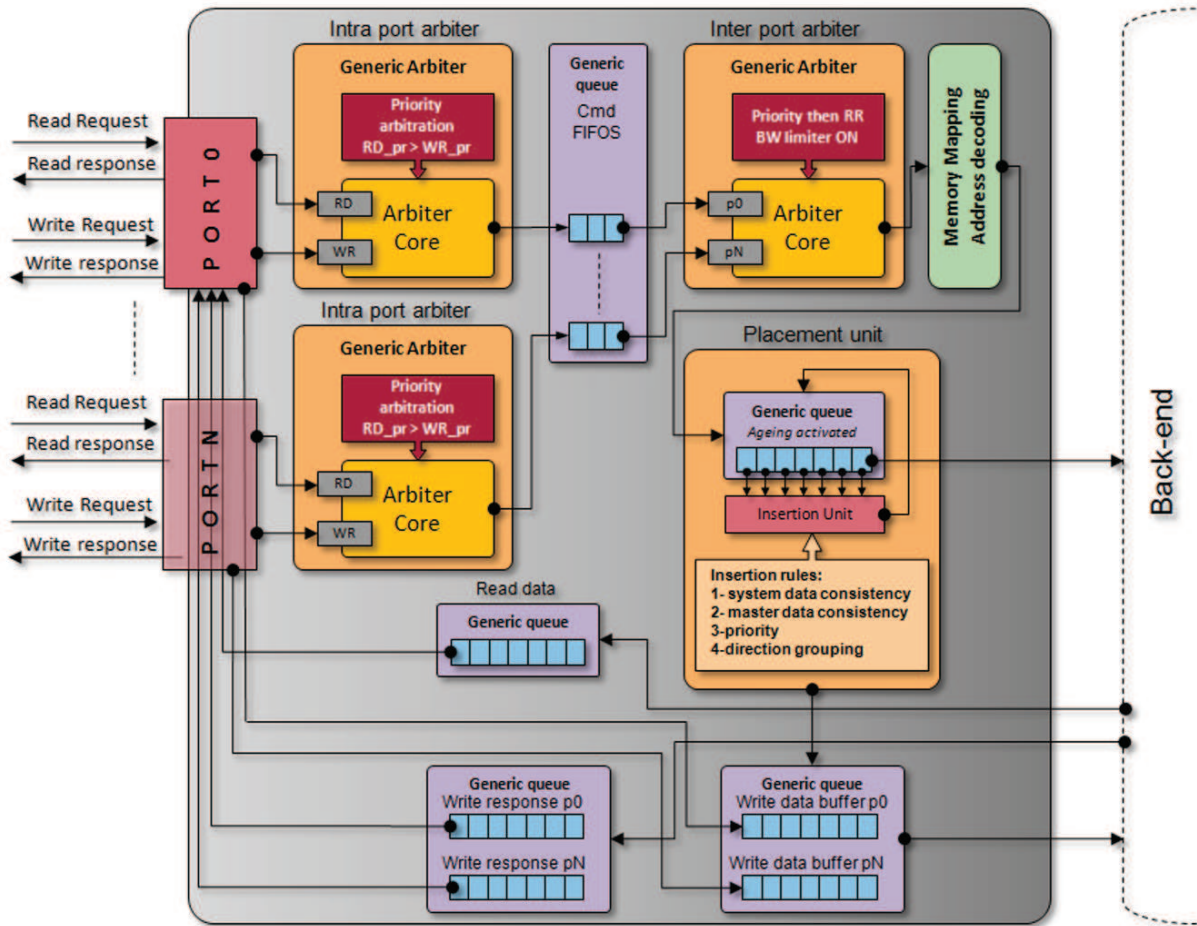 Intra port arbiter
Generic Arbiter
Priority
arbitration
RD_pr > WR_pr
RD
WR
Arbiter
Core
Generic
queue
Cmd
FIFOS
Inter port arbiter
Generic Arbiter
Priority then RR
BW limiter ON
p0
pN
Arbiter
Core
Memory Mapping
Address decoding
Read Request
Read response
Write Request
Write response
PORT0
Intra port arbiter
Generic Arbiter
Priority
arbitration
RD_pr > WR_pr
RD
WR
Arbiter
Core
Read Request
Read response
Write Request
Write response
PORTN
Placement unit
Generic queue
Ageing activated
Insertion Unit
Insertion rules:
1- system data consistency
2- master data consistency
3-priority
4-direction grouping
Back-end
Read data
Generic queue
Generic queue
Write response p0
Write response pN
Generic queue
Write data buffer p0
Write data buffer pN